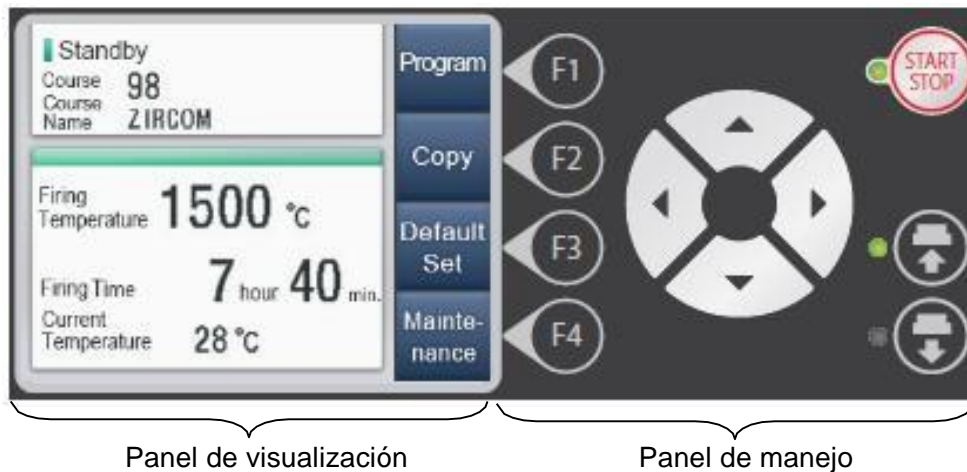 Standby
Course 98
Course Name ZIRCOM
Firing Temperature 1500 °C
Firing Time 7 hour 40 min.
Current Temperature 28 °C
Program
Copy
Default
Set
Mainte-
nance
F1
F2
F3
F4
START
STOP
Panel de visualización
Panel de manejo